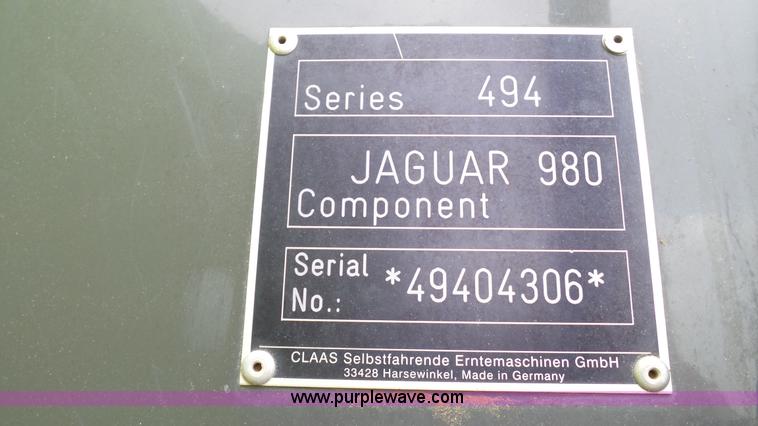 Series 494
JAGUAR 980
Component
Serial
No.: *49404306*
CLAAS Selbstfahrende Erntemaschinen GmbH
33428 Harsewinkel, Made in Germany
www.purplewave.com